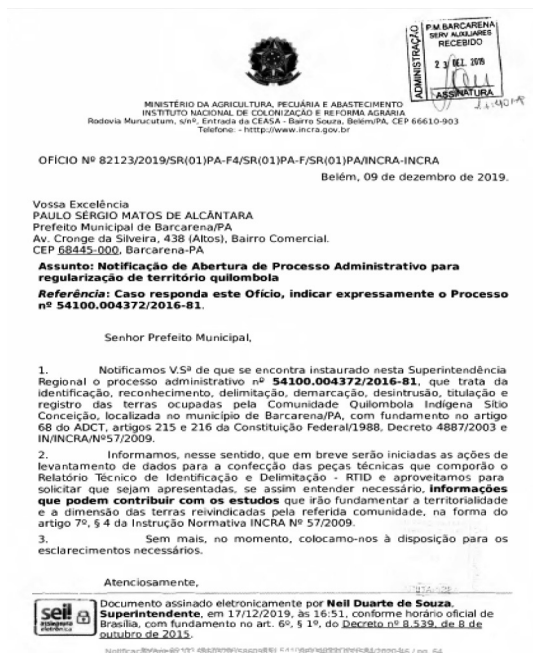 ADMINISTRAÇÃO
P.M. BARCARENA
SERV AUXILIARES
RECEBIDO
23 DEZ. 2019
ASSINATURA
MINISTÉRIO DA AGRICULTURA, PECUÁRIA E ABASTECIMENTO
INSTITUTO NACIONAL DE COLONIZAÇÃO E REFORMA AGRARIA
Rodovia Murucutum, s/nº, Entrada da CEASA - Bairro Souza, Belém/PA, CEP 66610-903
Telefone: - htttp://www.incra.gov.br
OFÍCIO Nº 82123/2019/SR(01)PA-F4/SR(01)PA-F/SR(01)PA/INCRA-INCRA
Belém, 09 de dezembro de 2019.
Vossa Excelência
PAULO SÉRGIO MATOS DE ALCÂNTARA
Prefeito Municipal de Barcarena/PA
Av. Cronge da Silveira, 438 (Altos), Bairro Comercial.
CEP 68445-000, Barcarena-PA
Assunto: Notificação de Abertura de Processo Administrativo para
regularização de território quilombola
Referência: Caso responda este Ofício, indicar expressamente o Processo
nº 54100.004372/2016-81.
Senhor Prefeito Municipal,
1. Notificamos V.Sª de que se encontra instaurado nesta Superintendência
Regional o processo administrativo nº 54100.004372/2016-81, que trata da
identificação, reconhecimento, delimitação, demarcação, desintrusão, titulação e
registro das terras ocupadas pela Comunidade Quilombola Indígena Sítio
Conceição, localizada no município de Barcarena/PA, com fundamento no artigo
68 do ADCT, artigos 215 e 216 da Constituição Federal/1988, Decreto 4887/2003 e
IN/INCRA/Nº57/2009.
2. Informamos, nesse sentido, que em breve serão iniciadas as ações de
levantamento de dados para a confecção das peças técnicas que comporão o
Relatório Técnico de Identificação e Delimitação - RTID e aproveitamos para
solicitar que sejam apresentadas, se assim entender necessário, informações
que podem contribuir com os estudos que irão fundamentar a territorialidade
e a dimensão das terras reivindicadas pela referida comunidade, na forma do
artigo 7º, § 4 da Instrução Normativa INCRA Nº 57/2009.
3. Sem mais, no momento, colocamo-nos à disposição para os
esclarecimentos necessários.
Atenciosamente,
sei!
assinatura
eletrônica
Documento assinado eletronicamente por Neil Duarte de Souza,
Superintendente, em 17/12/2019, às 16:51, conforme horário oficial de
Brasília, com fundamento no art. 6º, § 1º, do Decreto nº 8.539, de 8 de
outubro de 2015.